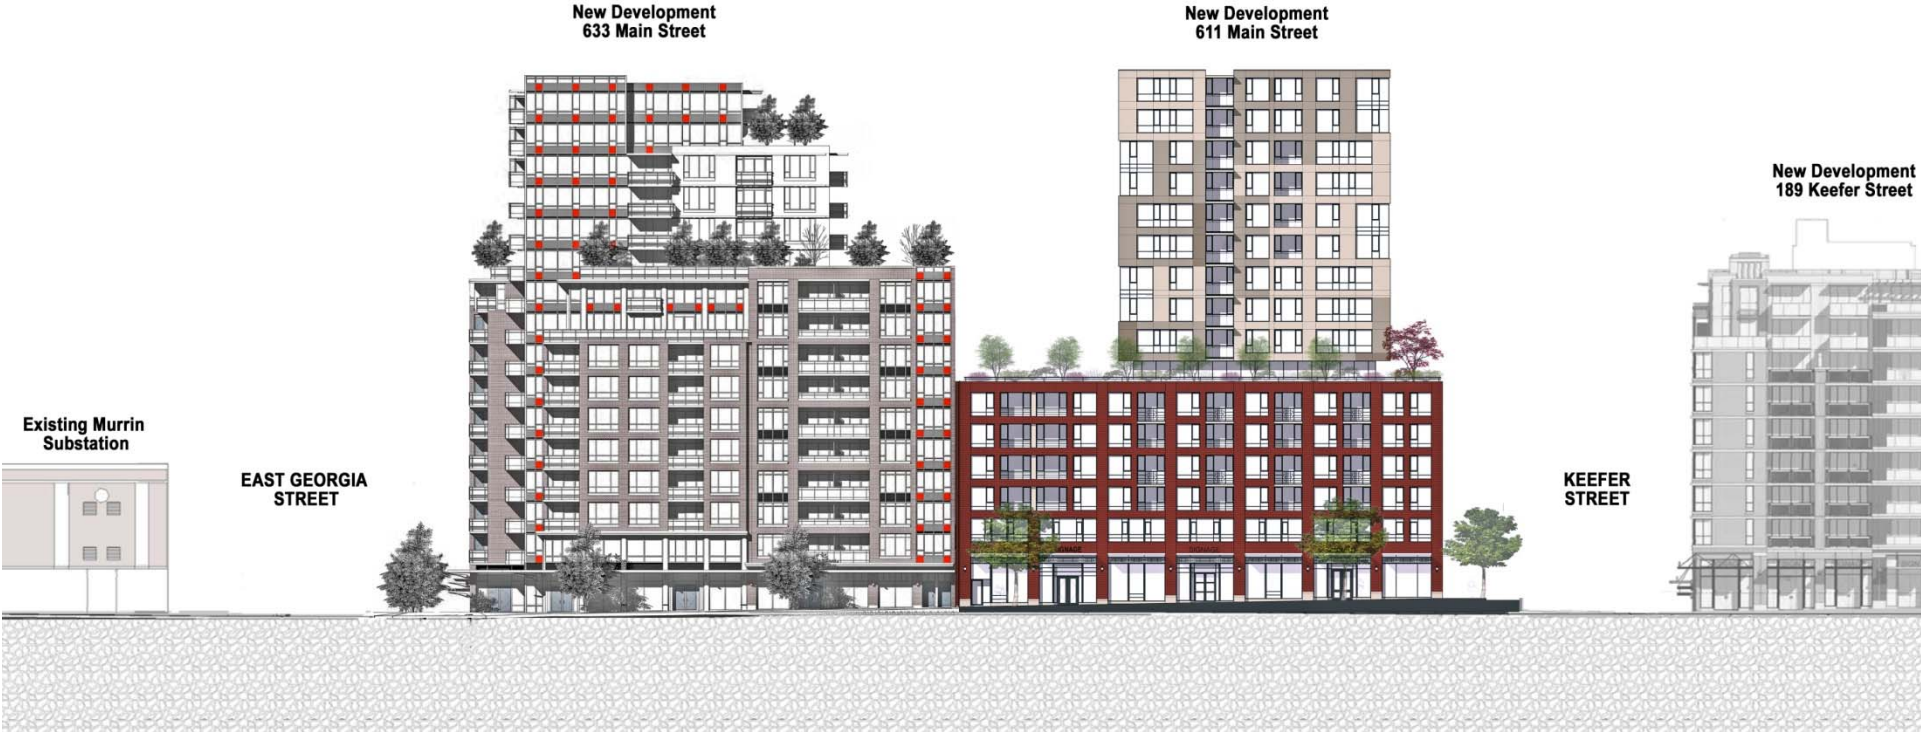 New Development
633 Main Street
New Development
611 Main Street
New Development
189 Keefer Street
Existing Murrin
Substation
EAST GEORGIA
STREET
KEEFER
STREET
SIGNAGE